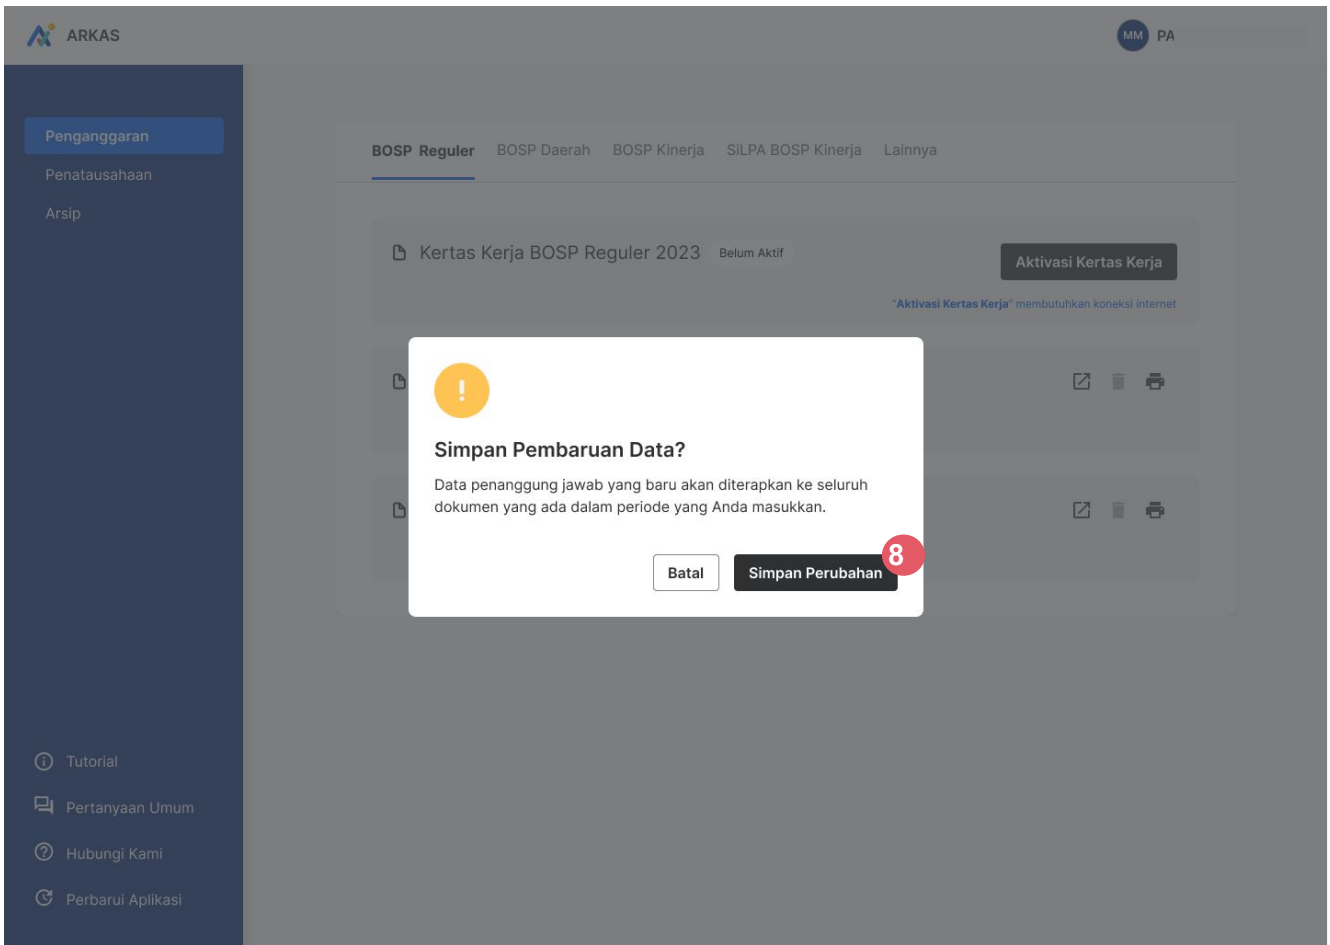 ARKAS
MM PA
Penganggaran
Penatausahaan
Arsip
BOSP Reguler BOSP Daerah BOSP Kinerja SiLPA BOSP Kinerja Lainnya
Kertas Kerja BOSP Reguler 2023 Belum Aktif
Aktivasi Kertas Kerja
"Aktivasi Kertas Kerja" membutuhkan koneksi internet
!
Simpan Pembaruan Data?
Data penanggung jawab yang baru akan diterapkan ke seluruh
dokumen yang ada dalam periode yang Anda masukkan.
Batal
Simpan Perubahan
8
Tutorial
Pertanyaan Umum
Hubungi Kami
Perbarui Aplikasi